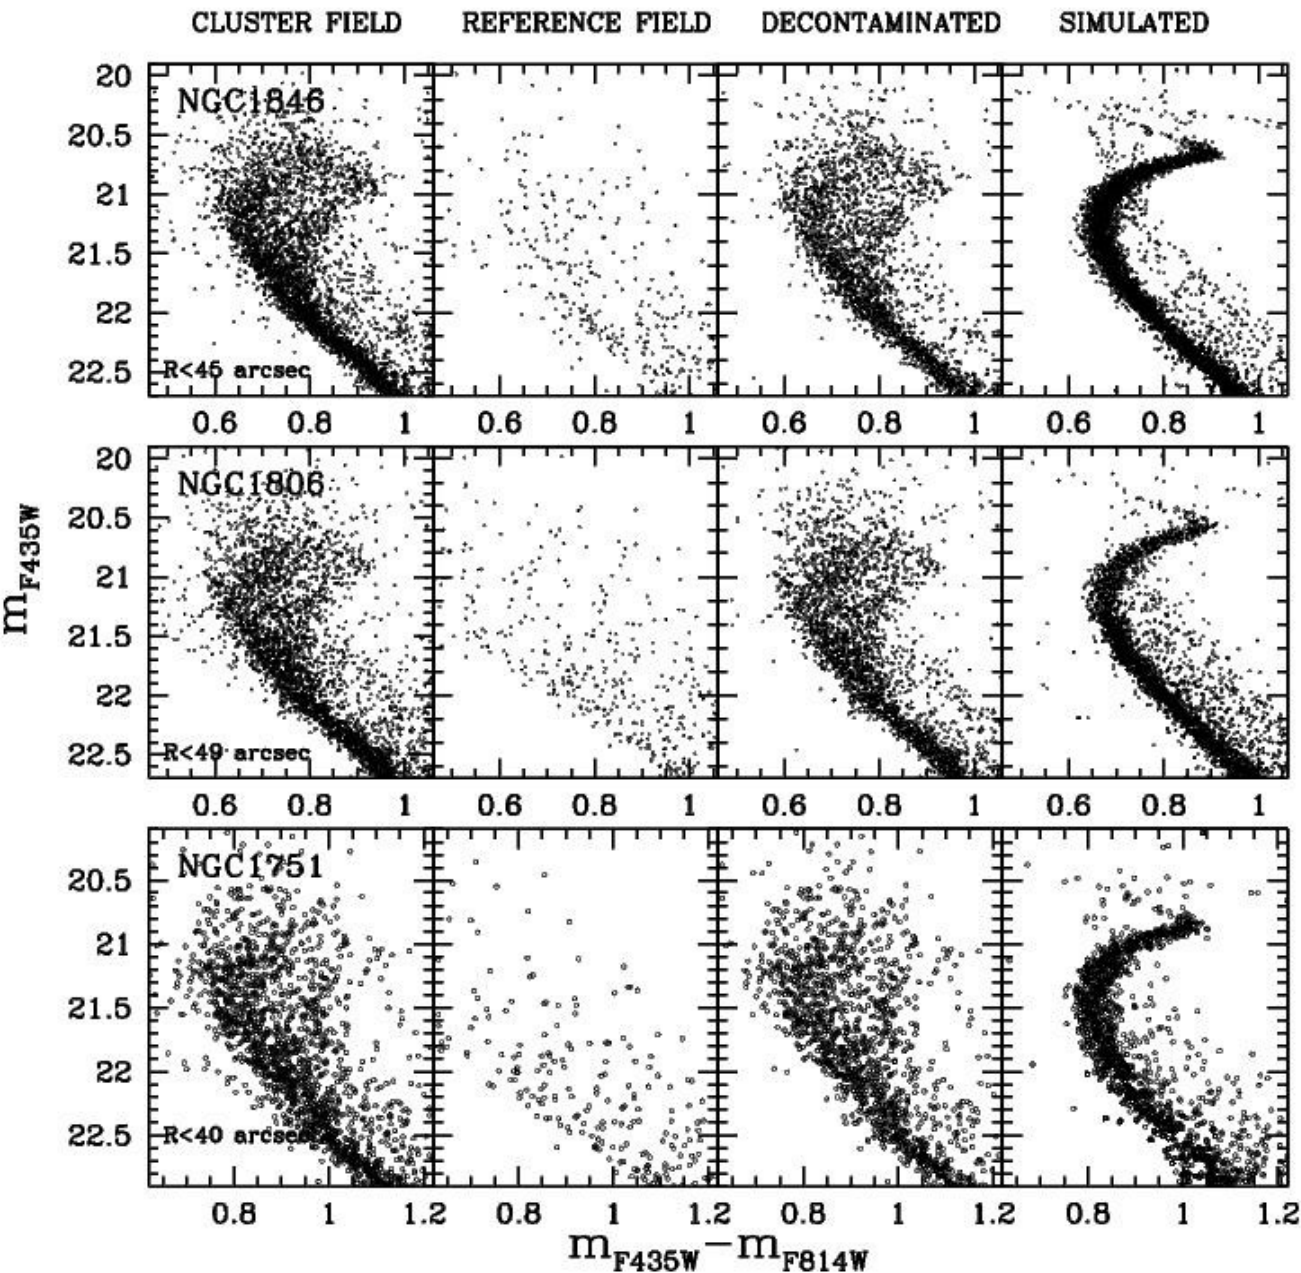 CLUSTER FIELD REFERENCE FIELD DECONTAMINATED SIMULATED
NGC1846
20
20.5
21
21.5
22
22.5
R<45 arcsec
0.6 0.8 1 0.6 0.8 1 0.6 0.8 1 0.6 0.8 1
NGC1806
20
20.5
21
21.5
22
22.5
R<49 arcsec
0.6 0.8 1 0.6 0.8 1 0.6 0.8 1 0.6 0.8 1
m_F435W
NGC1751
20.5
21
21.5
22
22.5
R<40 arcsec
0.8 1 1.2 0.8 1 1.2 0.8 1 1.2 0.8 1 1.2
m_F435W-m_F814W